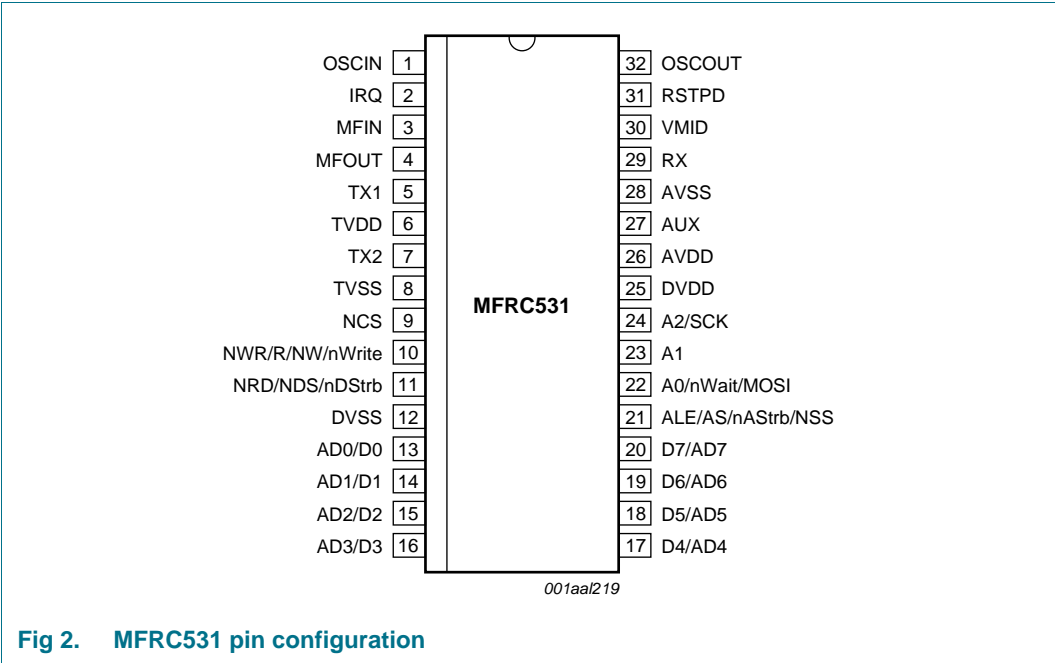 OSCIN 1 32 OSCOUT
IRQ 2 31 RSTPD
MFIN 3 30 VMID
MFOUT 4 29 RX
TX1 5 28 AVSS
TVDD 6 27 AUX
TX2 7 26 AVDD
TVSS 8 25 DVDD
MFRC531
NCS 9 24 A2/SCK
NWR/R/NW/nWrite 10 23 A1
NRD/NDS/nDStrb 11 22 A0/nWait/MOSI
DVSS 12 21 ALE/AS/nAStrb/NSS
AD0/D0 13 20 D7/AD7
AD1/D1 14 19 D6/AD6
AD2/D2 15 18 D5/AD5
AD3/D3 16 17 D4/AD4
001aal219
Fig 2. MFRC531 pin configuration